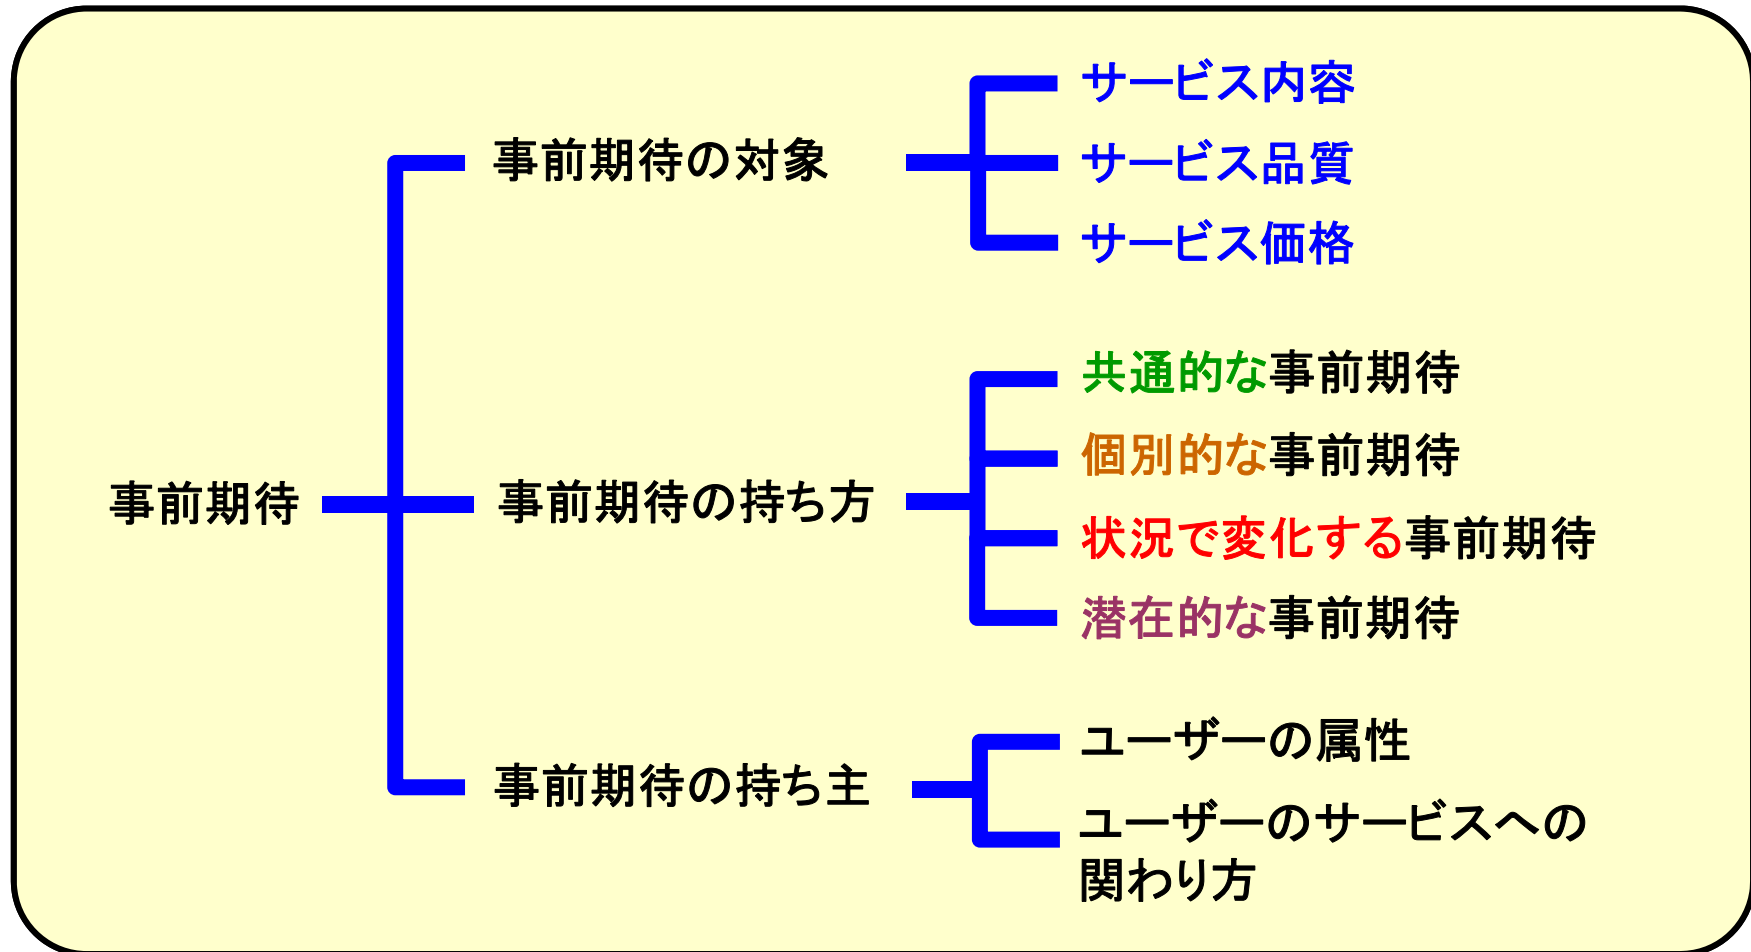 事前期待
事前期待の対象
サービス内容
サービス品質
サービス価格
事前期待の持ち方
共通的な事前期待
個別的な事前期待
状況で変化する事前期待
潜在的な事前期待
事前期待の持ち主
ユーザーの属性
ユーザーのサービスへの
関わり方